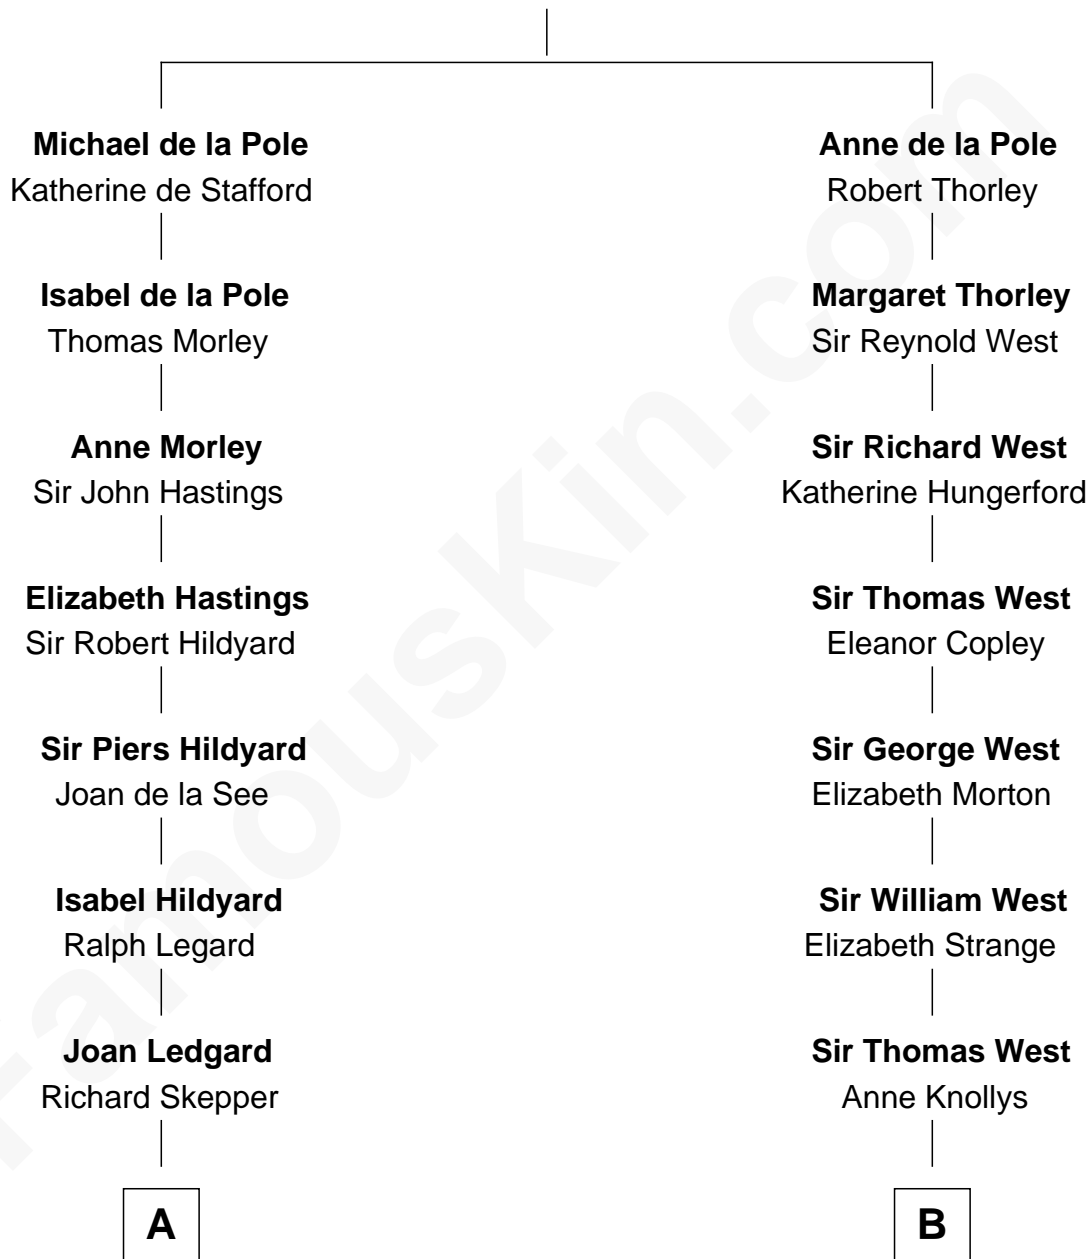 Michael de la Pole
Katherine de Stafford
Isabel de la Pole
Thomas Morley
Anne Morley
Sir John Hastings
Elizabeth Hastings
Sir Robert Hildyard
Sir Piers Hildyard
Joan de la See
Isabel Hildyard
Ralph Legard
Joan Ledgard
Richard Skepper
A
Anne de la Pole
Robert Thorley
Margaret Thorley
Sir Reynold West
Sir Richard West
Katherine Hungerford
Sir Thomas West
Eleanor Copley
Sir George West
Elizabeth Morton
Sir William West
Elizabeth Strange
Sir Thomas West
Anne Knollys
B
FamousKin.com